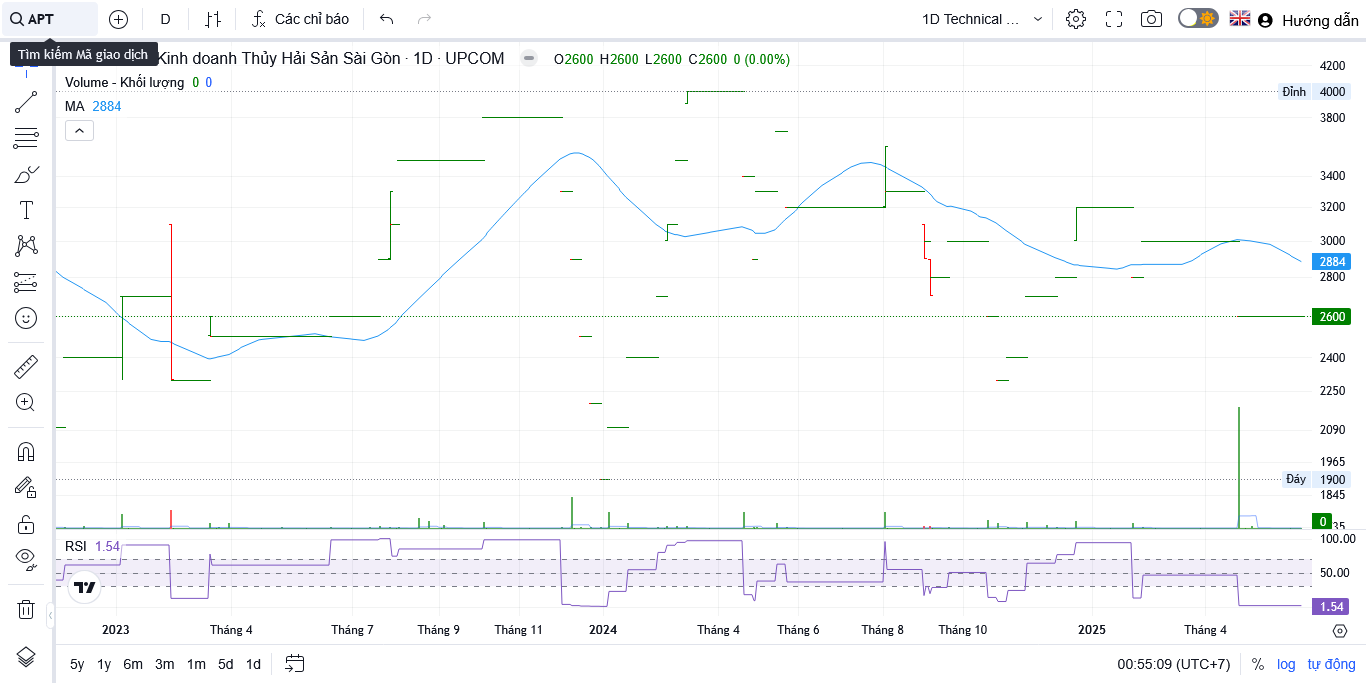 APT
D
Các chỉ báo
1D Technical ...
Hướng dẫn
Tìm kiếm Mã giao dịch
Kinh doanh Thủy Hải Sản Sài Gòn · 1D · UPCOM
O2600 H2600 L2600 C2600 0 (0.00%)
Volume - Khối lượng 0 0
MA 2884
4200
Đỉnh 4000
3800
3400
3200
3000
2884
2800
2600
2400
2250
2090
1965
Đáy 1900
1845
0
35
RSI 1.54
100.00
50.00
1.54
2023 Tháng 4 Tháng 7 Tháng 9 Tháng 11 2024 Tháng 4 Tháng 6 Tháng 8 Tháng 10 2025 Tháng 4
5y 1y 6m 3m 1m 5d 1d
00:55:09 (UTC+7) % log tự động